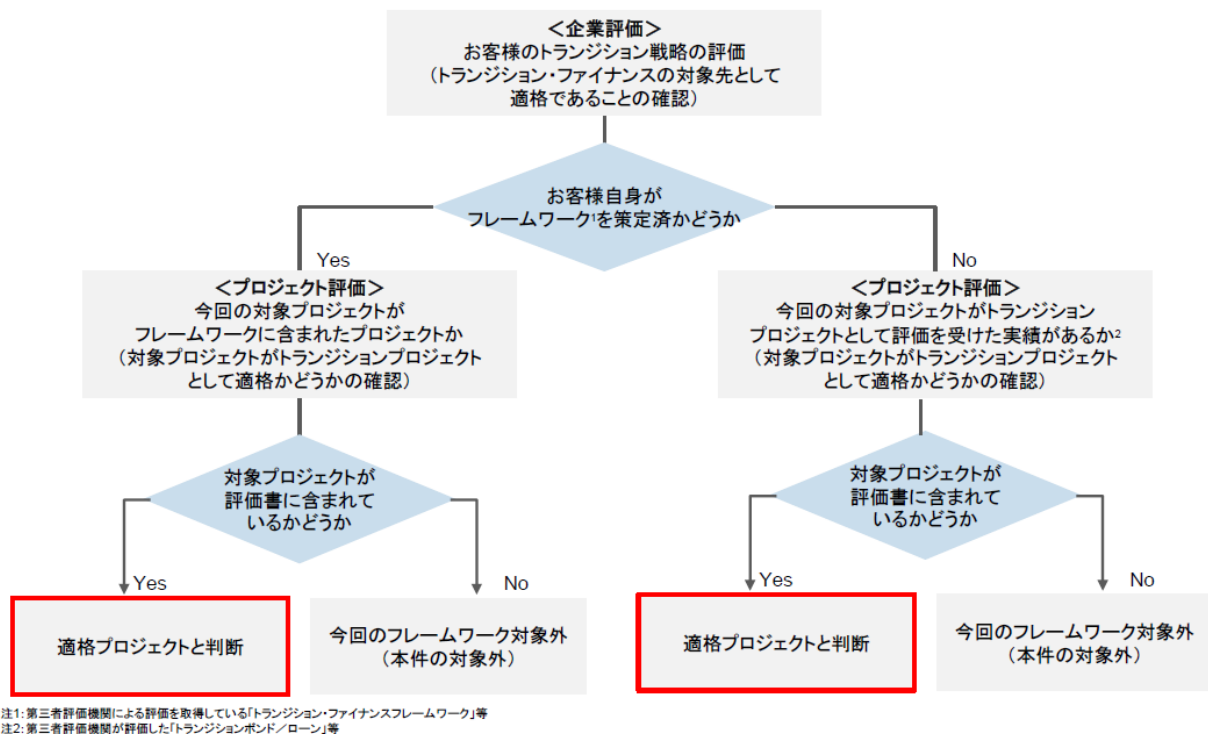 ＜企業評価＞
お客様のトランジション戦略の評価
（トランジション・ファイナンスの対象先として
適格であることの確認）
お客様自身が
フレームワーク¹を策定済かどうか
Yes
No
＜プロジェクト評価＞
今回の対象プロジェクトが
フレームワークに含まれたプロジェクトか
（対象プロジェクトがトランジションプロジェクト
として適格かどうかの確認）
＜プロジェクト評価＞
今回の対象プロジェクトがトランジション
プロジェクトとして評価を受けた実績があるか²
（対象プロジェクトがトランジションプロジェクト
として適格かどうかの確認）
対象プロジェクトが
評価書に含まれて
いるかどうか
対象プロジェクトが
評価書に含まれて
いるかどうか
Yes
No
Yes
No
適格プロジェクトと判断
今回のフレームワーク対象外
（本件の対象外）
適格プロジェクトと判断
今回のフレームワーク対象外
（本件の対象外）
注1：第三者評価機関による評価を取得している「トランジション・ファイナンスフレームワーク」等
注2：第三者評価機関が評価した「トランジションボンド／ローン」等